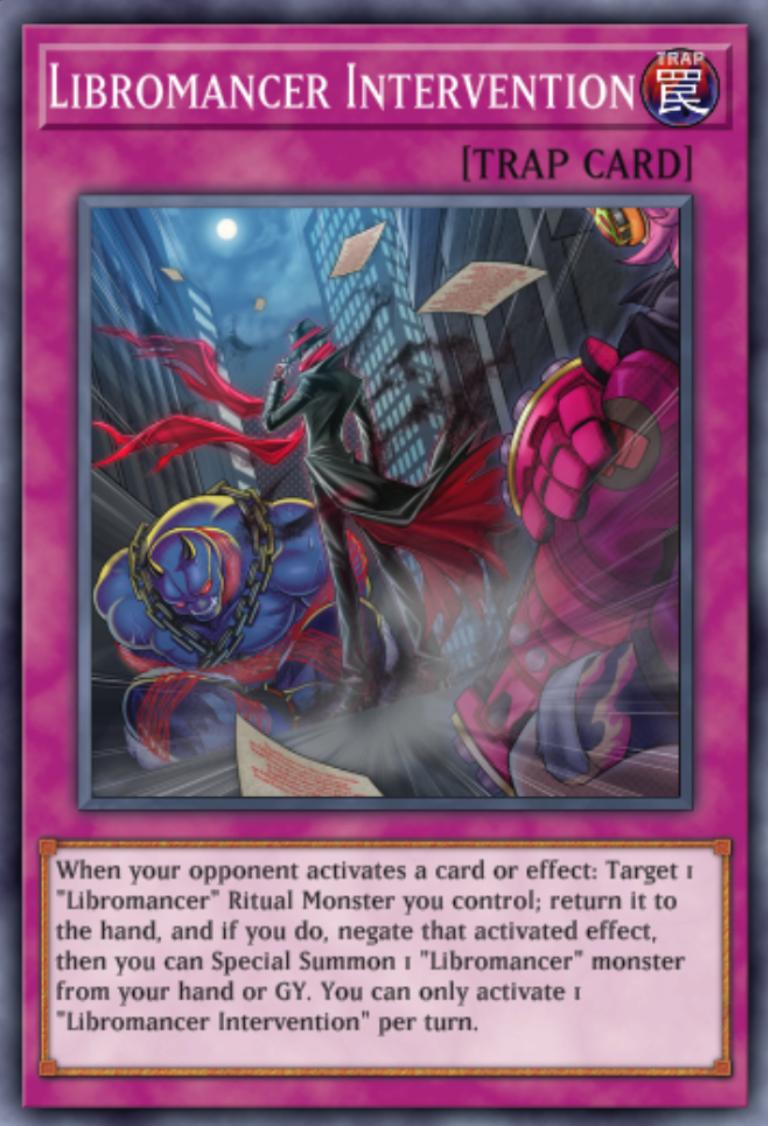 LIBROMANCER INTERVENTION
TRAP
罠
[TRAP CARD]
When your opponent activates a card or effect: Target 1
"Libromancer" Ritual Monster you control; return it to
the hand, and if you do, negate that activated effect,
then you can Special Summon 1 "Libromancer" monster
from your hand or GY. You can only activate 1
"Libromancer Intervention" per turn.